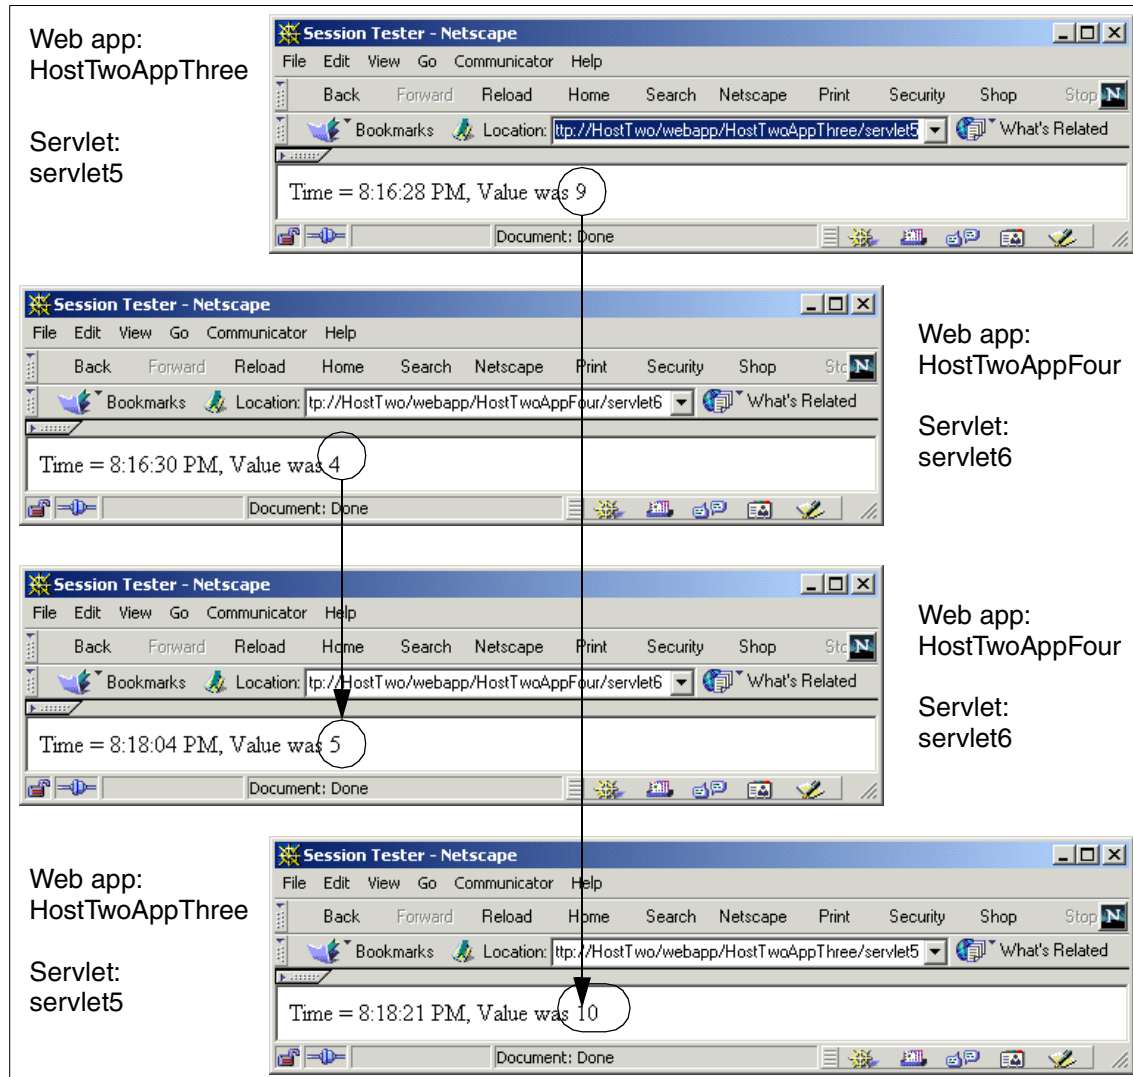 Web app:
HostTwoAppThree
Servlet:
servlet5
Session Tester - Netscape
File Edit View Go Communicator Help
Back Forward Reload Home Search Netscape Print Security Shop Stop N
Bookmarks Location: ttp://HostTwo/webapp/HostTwoAppThree/servlet5 What's Related
Time = 8:16:28 PM, Value was 9
Document: Done
Session Tester - Netscape
File Edit View Go Communicator Help
Back Forward Reload Home Search Netscape Print Security Shop Sto N
Bookmarks Location: tp://HostTwo/webapp/HostTwoAppFour/servlet6 What's Related
Time = 8:16:30 PM, Value was 4
Document: Done
Web app:
HostTwoAppFour
Servlet:
servlet6
Session Tester - Netscape
File Edit View Go Communicator Help
Back Forward Reload Home Search Netscape Print Security Shop Sto N
Bookmarks Location: tp://HostTwo/webapp/HostTwoAppFour/servlet6 What's Related
Time = 8:18:04 PM, Value was 5
Document: Done
Web app:
HostTwoAppFour
Servlet:
servlet6
Web app:
HostTwoAppThree
Servlet:
servlet5
Session Tester - Netscape
File Edit View Go Communicator Help
Back Forward Reload Home Search Netscape Print Security Shop Stop N
Bookmarks Location: ttp://HostTwo/webapp/HostTwoAppThree/servlet5 What's Related
Time = 8:18:21 PM, Value was 10
Document: Done